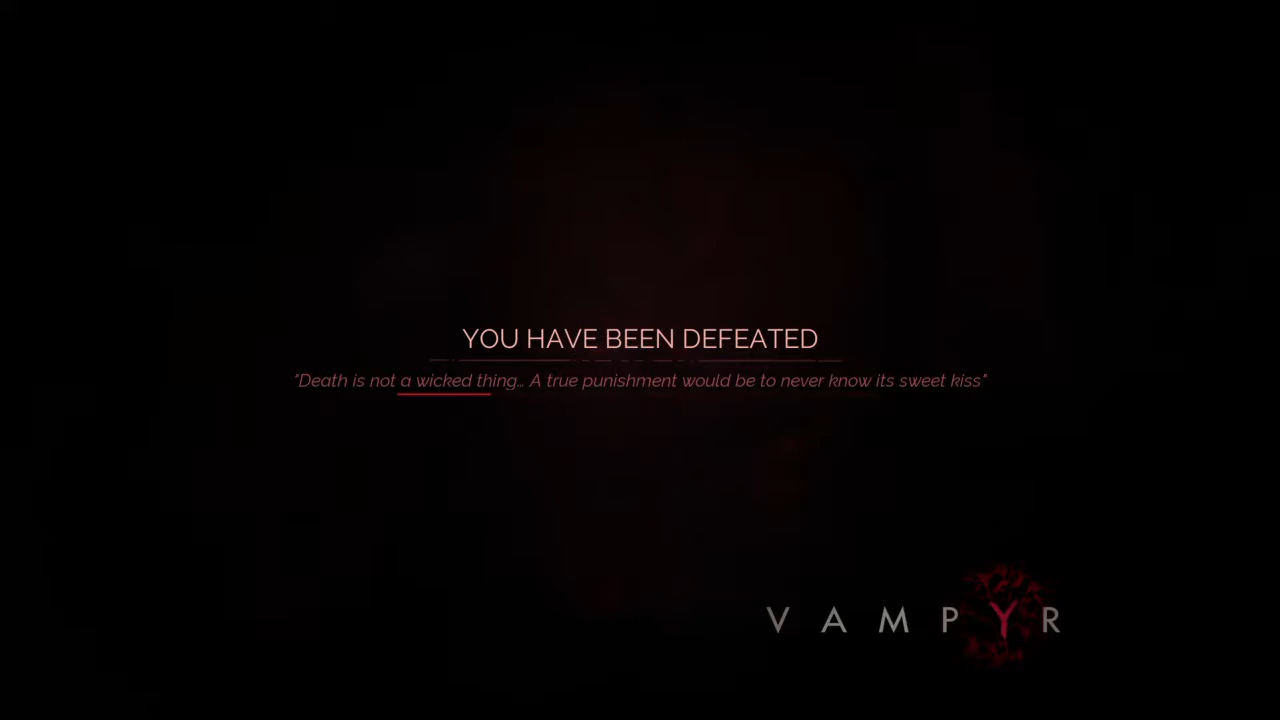 YOU HAVE BEEN DEFEATED
"Death is not a wicked thing... A true punishment would be to never know its sweet kiss"
VAMPYR